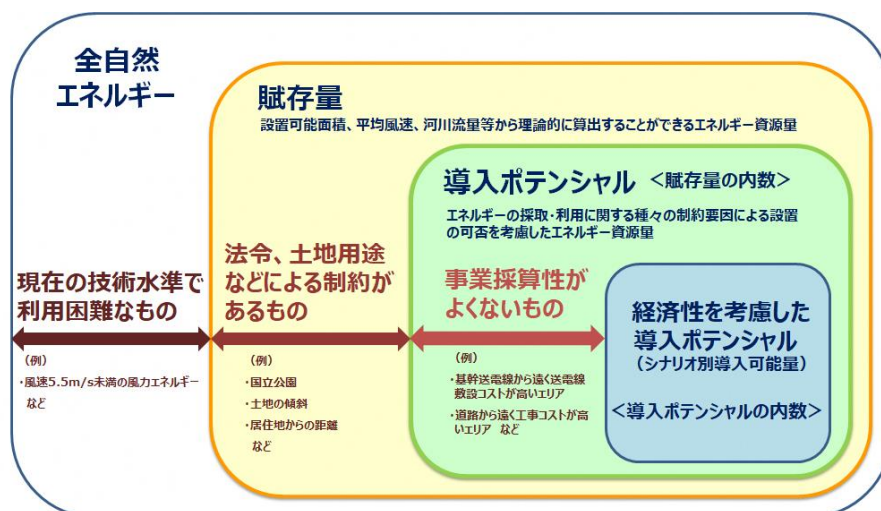 全自然
エネルギー
賦存量
設置可能面積、平均風速、河川流量等から理論的に算出することができるエネルギー資源量
導入ポテンシャル <賦存量の内数>
エネルギーの採取・利用に関する種々の制約要因による設置
の可否を考慮したエネルギー資源量
現在の技術水準で
利用困難なもの
(例)
・風速5.5m/s未満の風力エネルギー
など
法令、土地用途
などによる制約が
あるもの
(例)
・国立公園
・土地の傾斜
・居住地からの距離
など
事業採算性が
よくないもの
(例)
・基幹送電線から遠く送電線
敷設コストが高いエリア
・道路から遠く工事コストが高
いエリア など
経済性を考慮した
導入ポテンシャル
(シナリオ別導入可能量)
<導入ポテンシャルの内数>